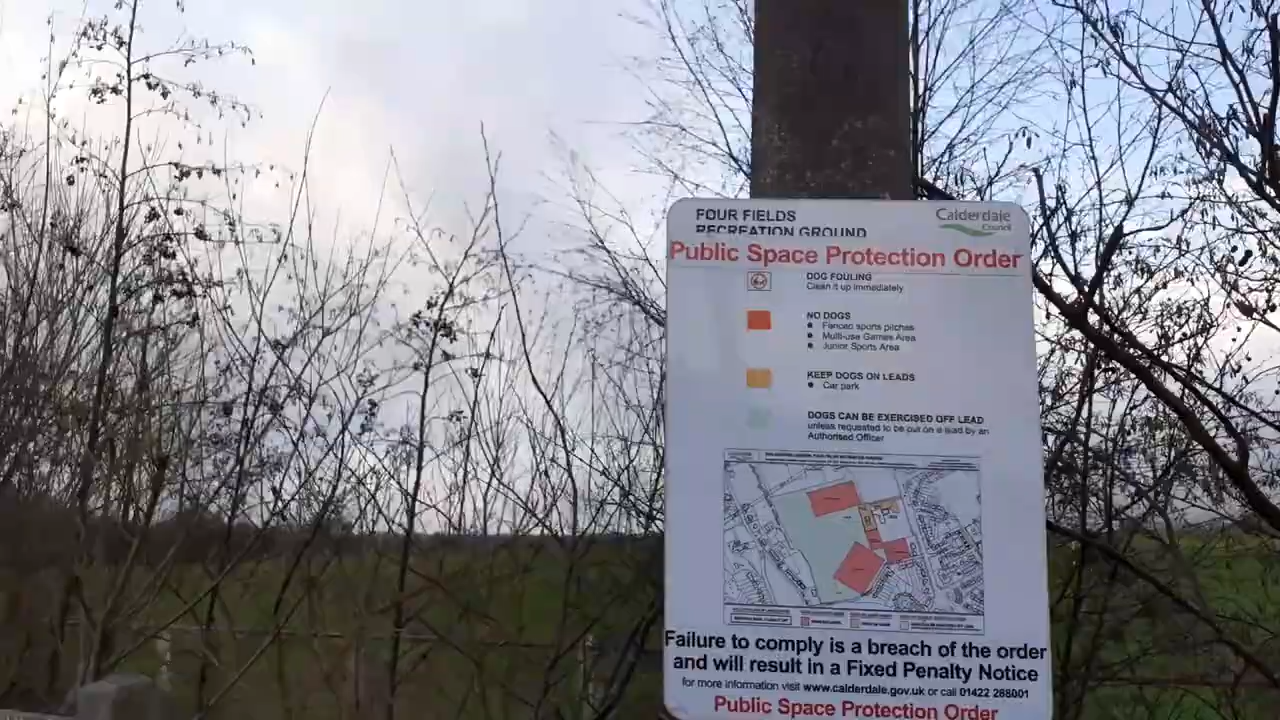 FOUR FIELDS
RECREATION GROUND
Calderdale
Council
Public Space Protection Order
DOG FOULING
Clean it up immediately
NO DOGS
• Fenced sports pitches
• Multi-use Games Area
• Junior Sports Area
KEEP DOGS ON LEADS
• Car park
DOGS CAN BE EXERCISED OFF LEAD
unless requested to be put on a lead by an
Authorised Officer
Failure to comply is a breach of the order
and will result in a Fixed Penalty Notice
for more information visit www.calderdale.gov.uk or call 01422 288001
Public Space Protection Order